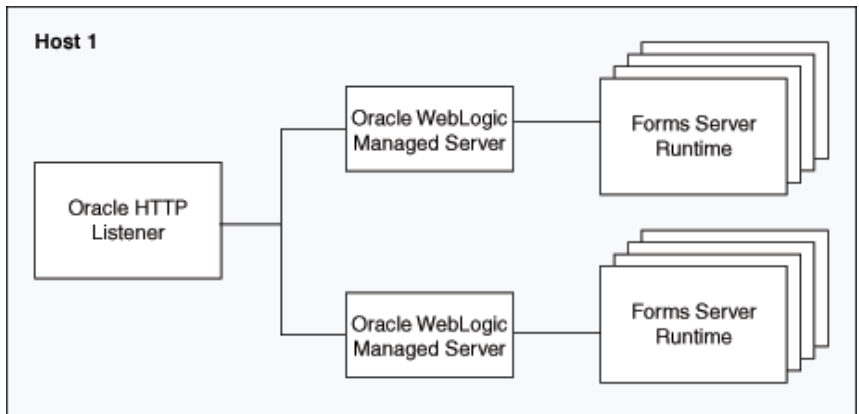 Host 1
Oracle HTTP
Listener
Oracle WebLogic
Managed Server
Forms Server
Runtime
Oracle WebLogic
Managed Server
Forms Server
Runtime